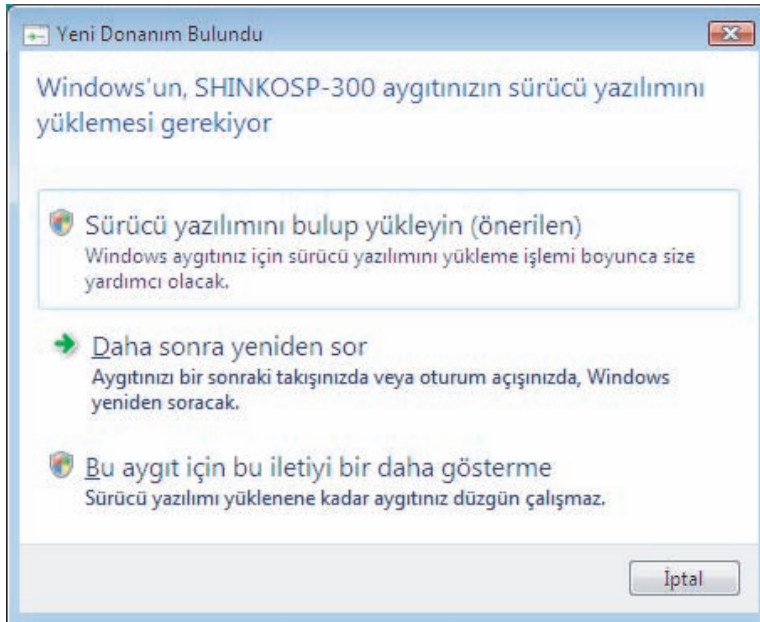 Yeni Donanım Bulundu
Windows'un, SHINKOSP-300 aygıtınızın sürücü yazılımını
yüklemesi gerekiyor
Sürücü yazılımını bulup yükleyin (önerilen)
Windows aygıtınız için sürücü yazılımını yükleme işlemi boyunca size
yardımcı olacak.
Daha sonra yeniden sor
Aygıtınızı bir sonraki takışınızda veya oturum açışınızda, Windows
yeniden soracak.
Bu aygıt için bu iletiyi bir daha gösterme
Sürücü yazılımı yüklenene kadar aygıtınız düzgün çalışmaz.
İptal